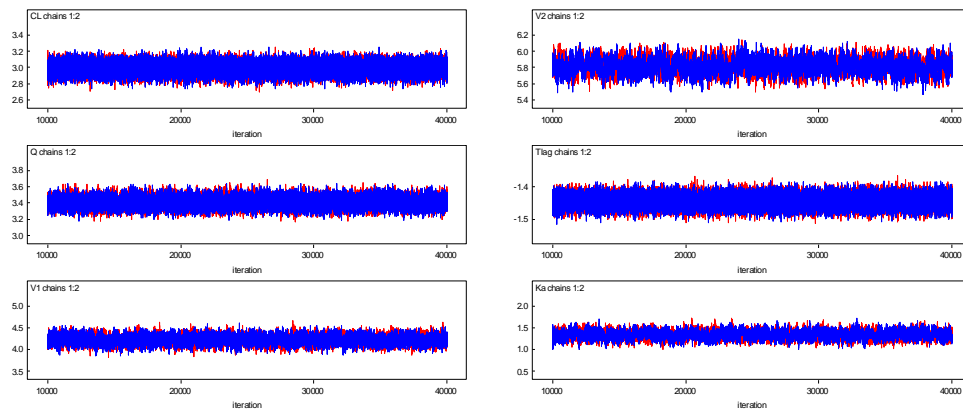 CL chains 1:2
3.4
3.2
3.0
2.8
2.6
10000 20000 30000 40000
iteration
V2 chains 1:2
6.2
6.0
5.8
5.6
5.4
10000 20000 30000 40000
iteration
Q chains 1:2
3.8
3.6
3.4
3.2
3.0
10000 20000 30000 40000
iteration
Tlag chains 1:2
-1.4
-1.5
10000 20000 30000 40000
iteration
V1 chains 1:2
5.0
4.5
4.0
3.5
10000 20000 30000 40000
iteration
Ka chains 1:2
2.0
1.5
1.0
0.5
10000 20000 30000 40000
iteration